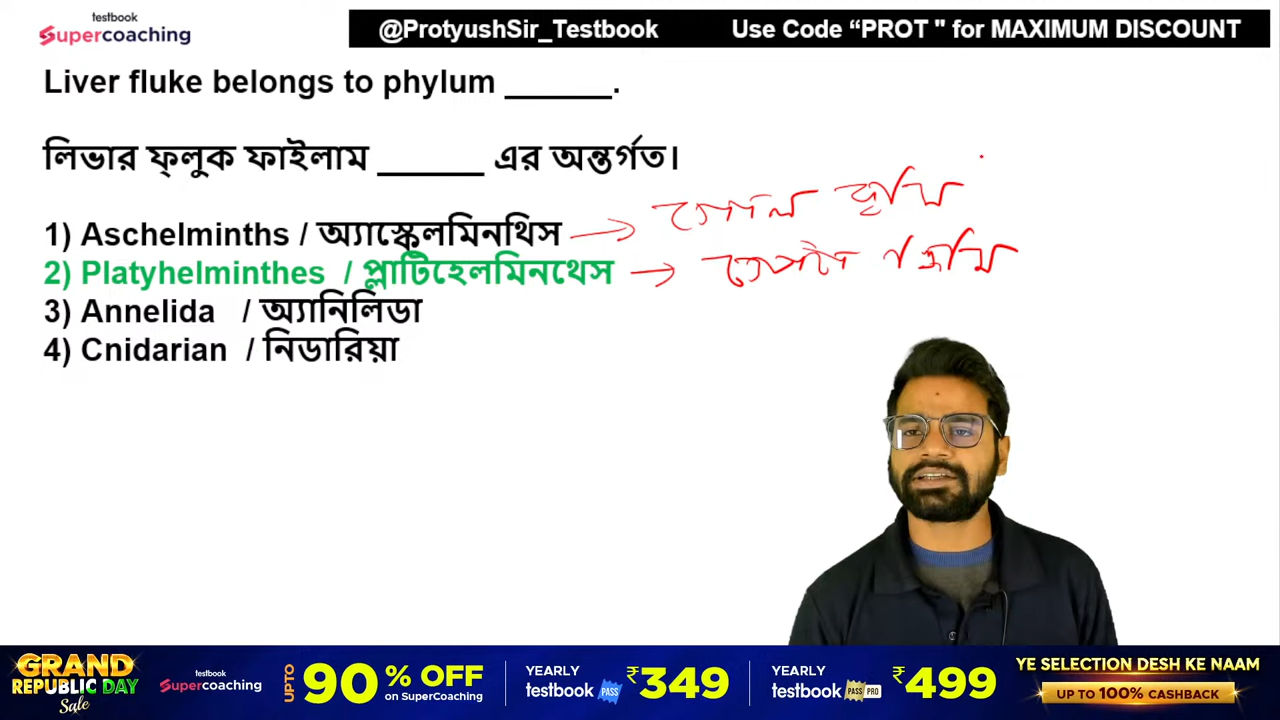 testbook
Supercoaching
@ProtyushSir_Testbook Use Code “PROT " for MAXIMUM DISCOUNT
Liver fluke belongs to phylum ______.
লিভার ফ্লুক ফাইলাম ______ এর অন্তর্গত।
1) Aschelminths / অ্যাস্কেলমিনথিস → গোল কৃমি
2) Platyhelminthes / প্লাটিহেলমিনথেস →
3) Annelida / অ্যানিলিডা
4) Cnidarian / নিডারিয়া
GRAND
REPUBLIC DAY
Sale
testbook
Supercoaching
UPTO 90% OFF
on SuperCoaching
YEARLY
testbook PASS
₹349
YEARLY
testbook PASS PRO
₹499
YE SELECTION DESH KE NAAM
UP TO 100% CASHBACK